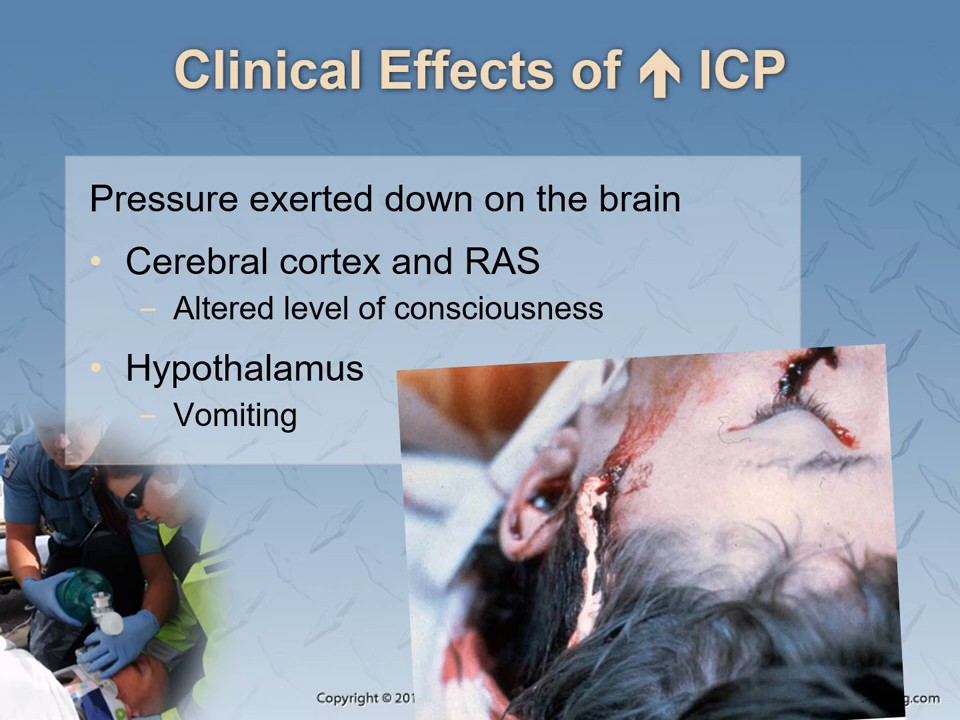 Clinical Effects of ↑ ICP
Pressure exerted down on the brain
• Cerebral cortex and RAS
– Altered level of consciousness
• Hypothalamus
– Vomiting
Copyright © 201 g.com